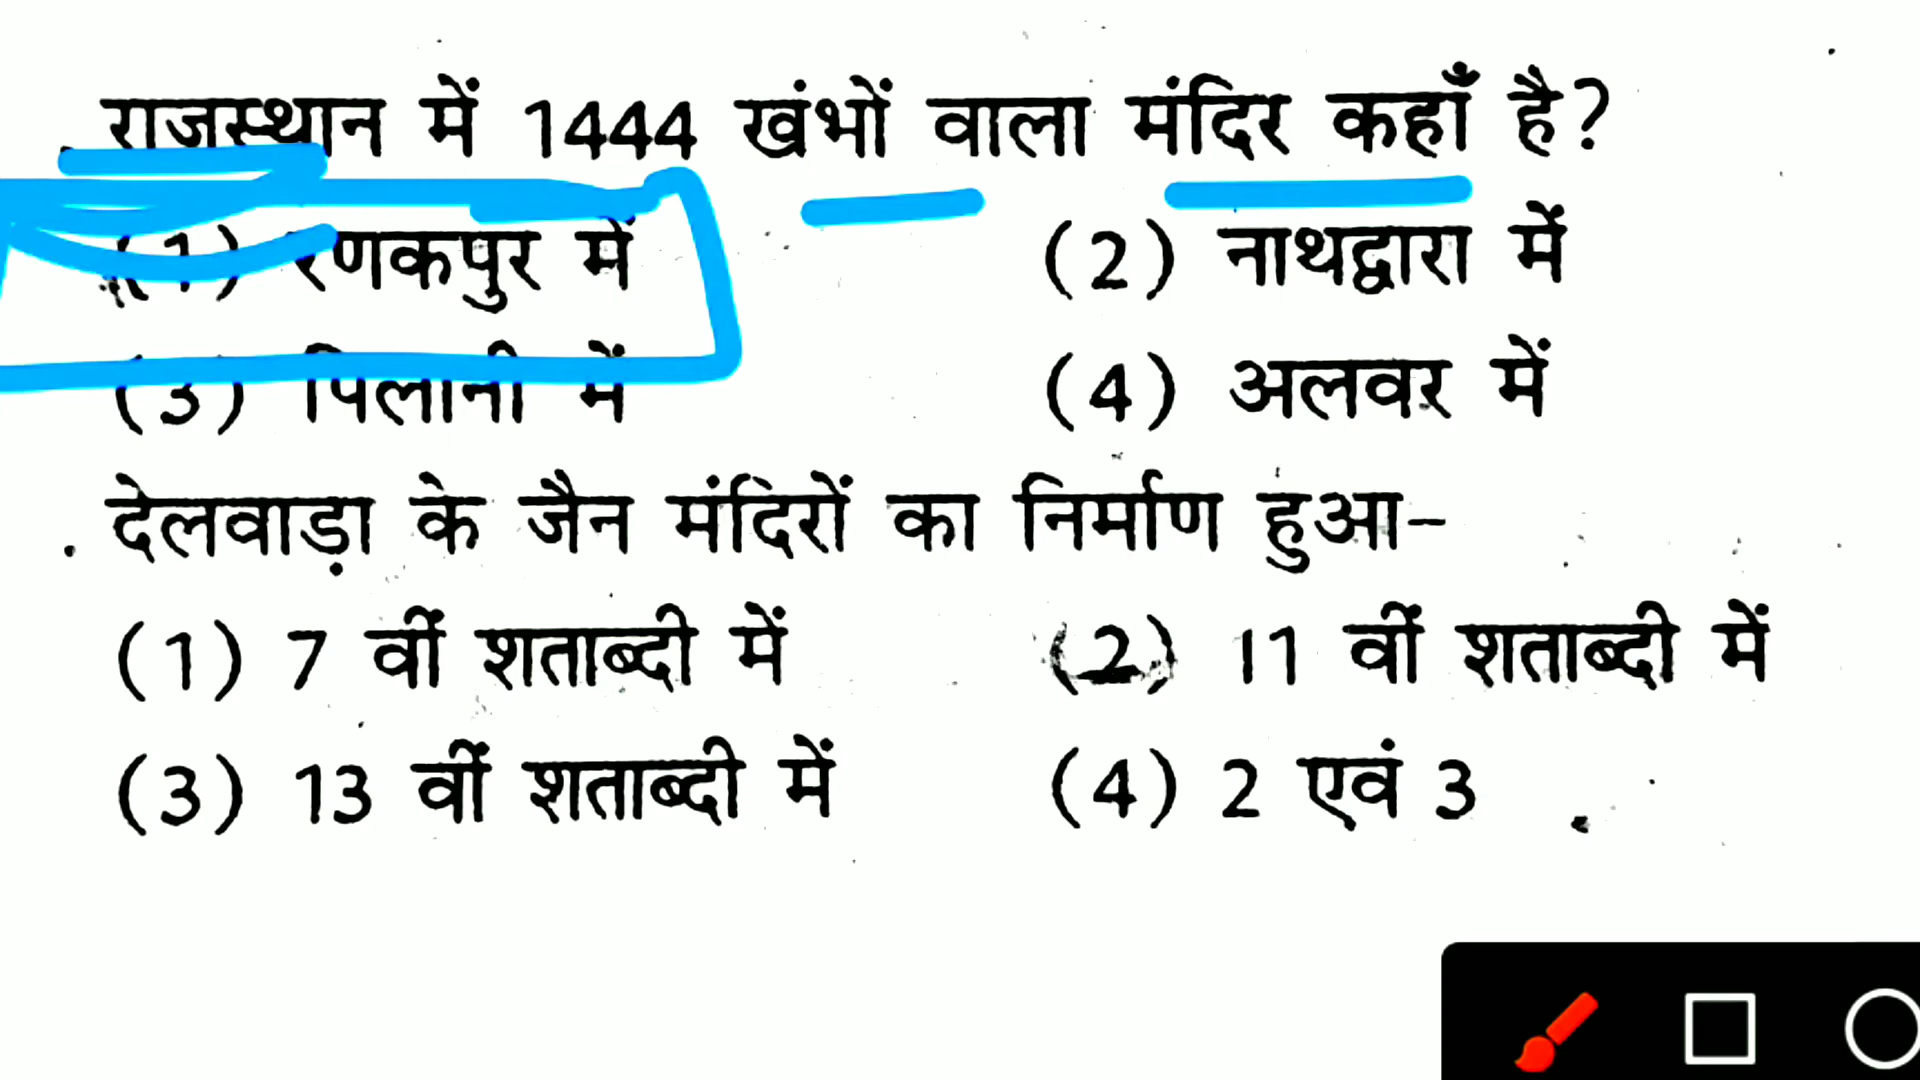 राजस्थान में 1444 खंभों वाला मंदिर कहाँ है?
(1) रणकपुर में (2) नाथद्वारा में
(3) पिलानी में (4) अलवर में
. देलवाड़ा के जैन मंदिरों का निर्माण हुआ–
(1) 7 वीं शताब्दी में (2) 11 वीं शताब्दी में
(3) 13 वीं शताब्दी में (4) 2 एवं 3